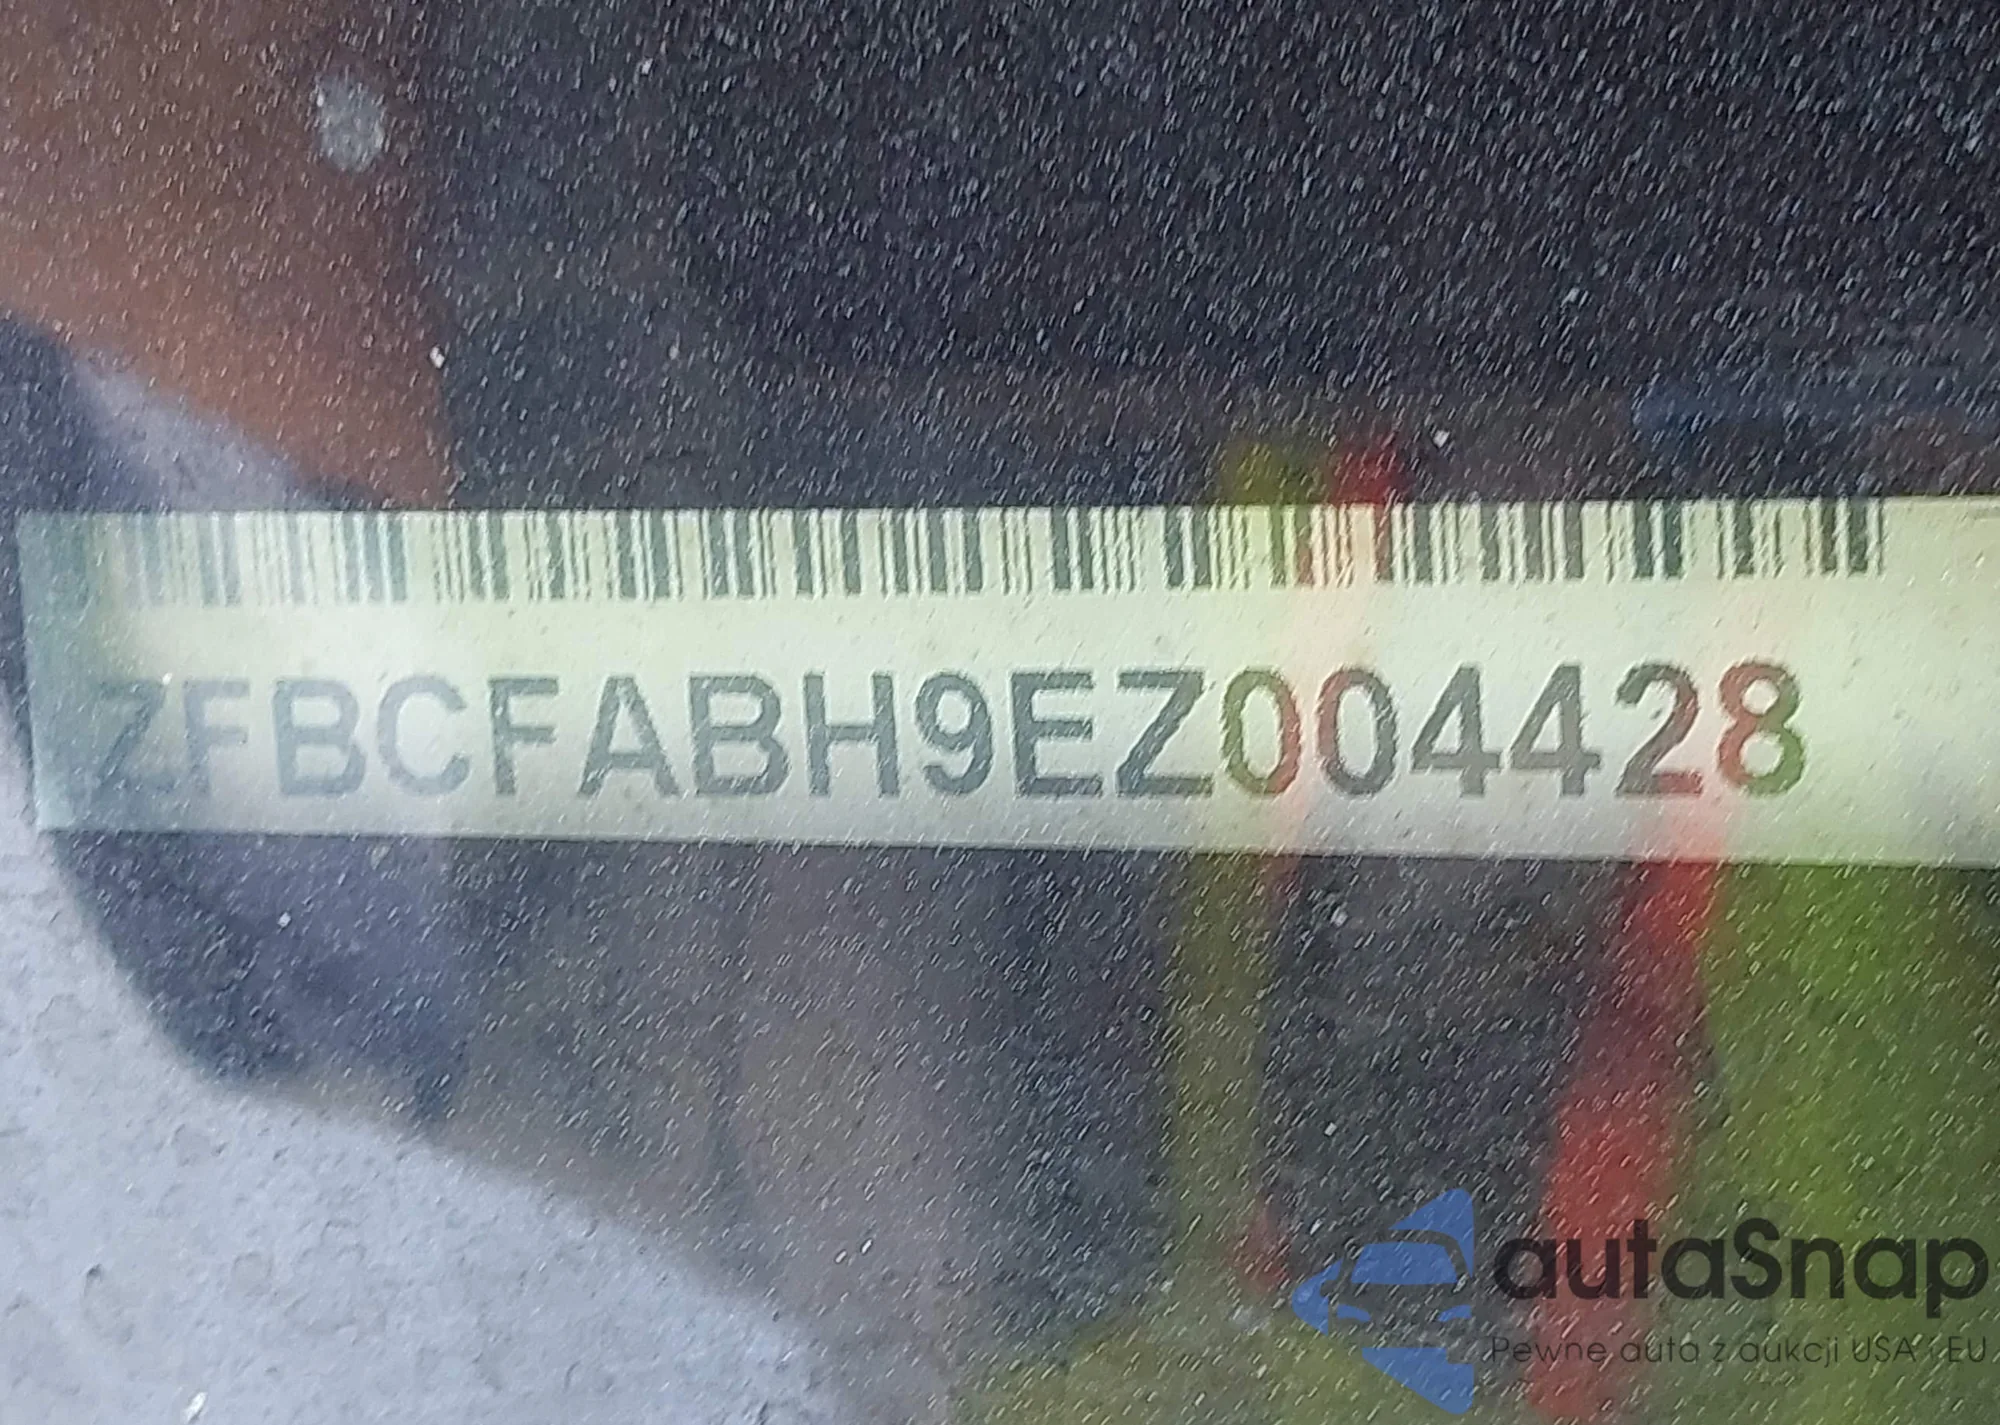 ZFBCFABH9EZ004428
autaSnap
Pewne auta z aukcji USA i EU